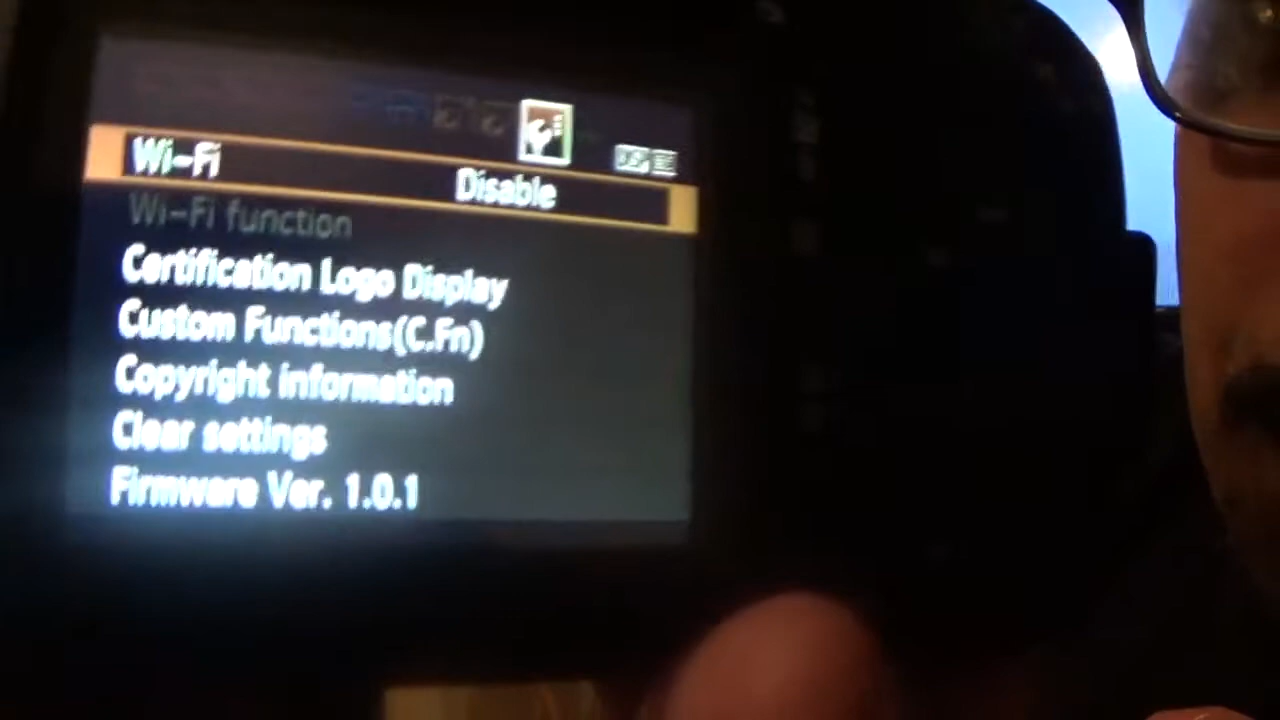 Wi-Fi Disable
Wi-Fi function
Certification Logo Display
Custom Functions(C.Fn)
Copyright information
Clear settings
Firmware Ver. 1.0.1